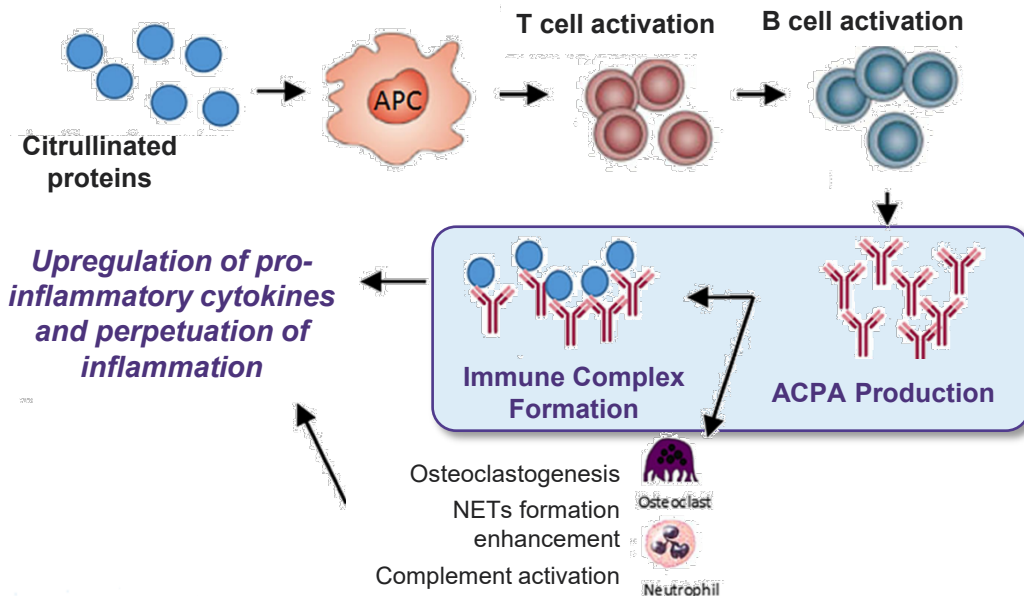 T cell activation
B cell activation
APC
Citrullinated
proteins
Upregulation of pro-
inflammatory cytokines
and perpetuation of
inflammation
Immune Complex
Formation
ACPA Production
Osteoclastogenesis
Osteoclast
NETs formation
enhancement
Complement activation
Neutrophil